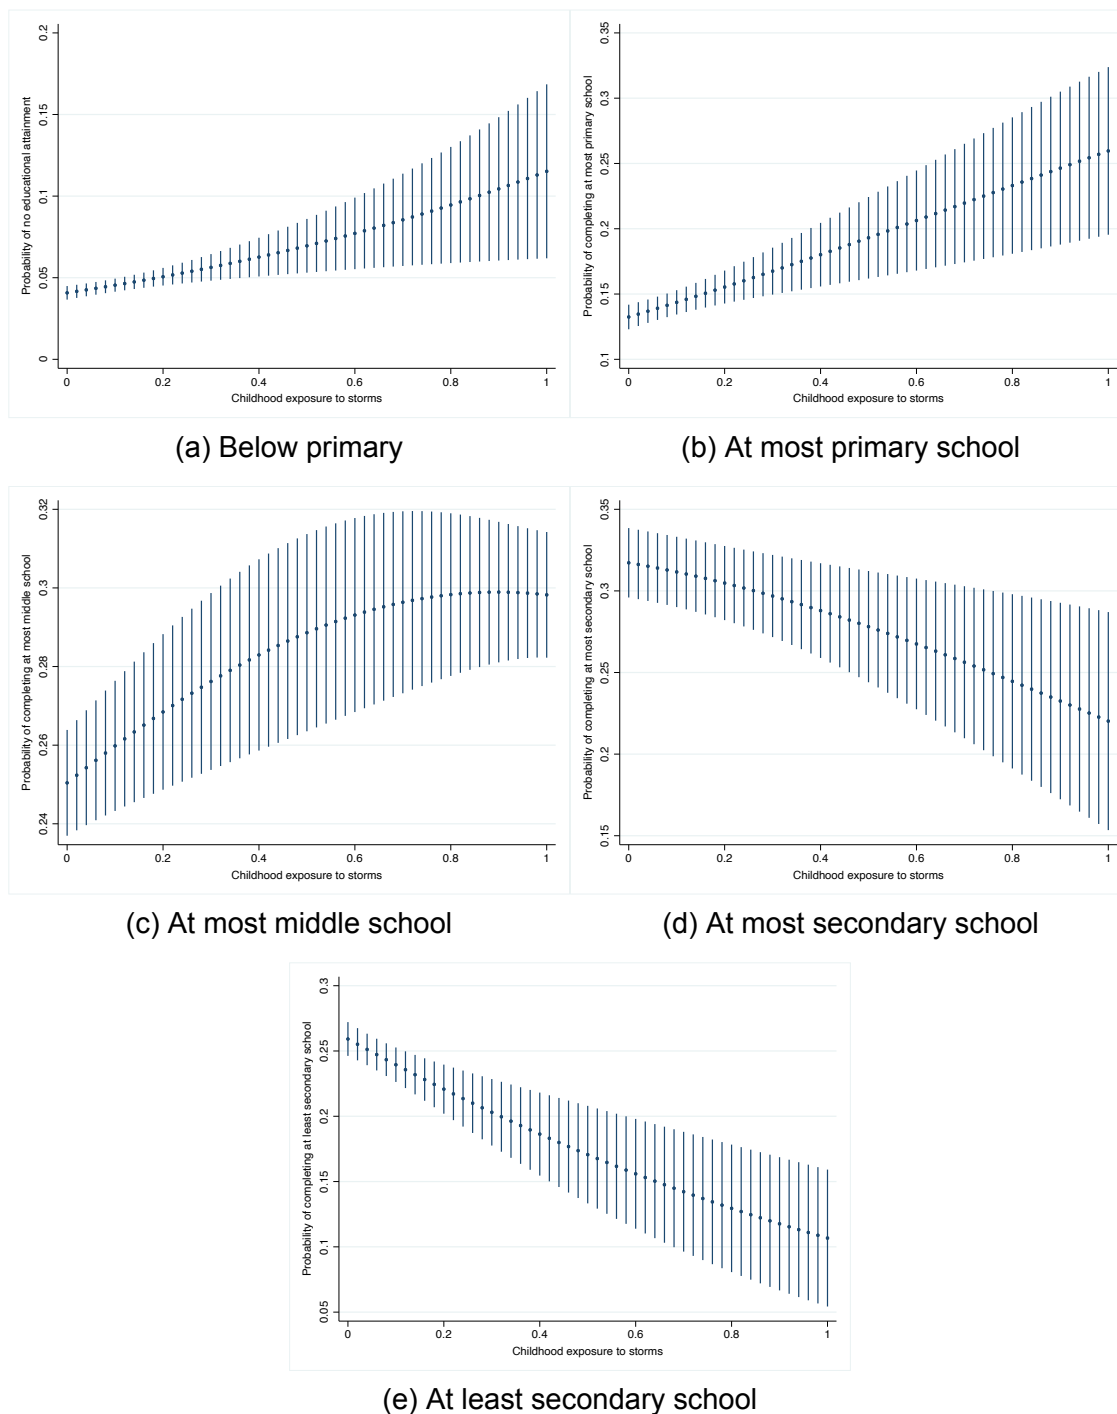 Probability of no educational attainment
0.2
0.15
0.1
0.05
0
0 0.2 0.4 0.6 0.8 1
Childhood exposure to storms
(a) Below primary
Probability of completing at most primary school
0.35
0.3
0.25
0.2
0.15
0.1
0 0.2 0.4 0.6 0.8 1
Childhood exposure to storms
(b) At most primary school
Probability of completing at most middle school
0.32
0.3
0.28
0.26
0.24
0 0.2 0.4 0.6 0.8 1
Childhood exposure to storms
(c) At most middle school
Probability of completing at most secondary school
0.35
0.3
0.25
0.2
0.15
0 0.2 0.4 0.6 0.8 1
Childhood exposure to storms
(d) At most secondary school
Probability of completing at least secondary school
0.3
0.25
0.2
0.15
0.1
0.05
0 0.2 0.4 0.6 0.8 1
Childhood exposure to storms
(e) At least secondary school